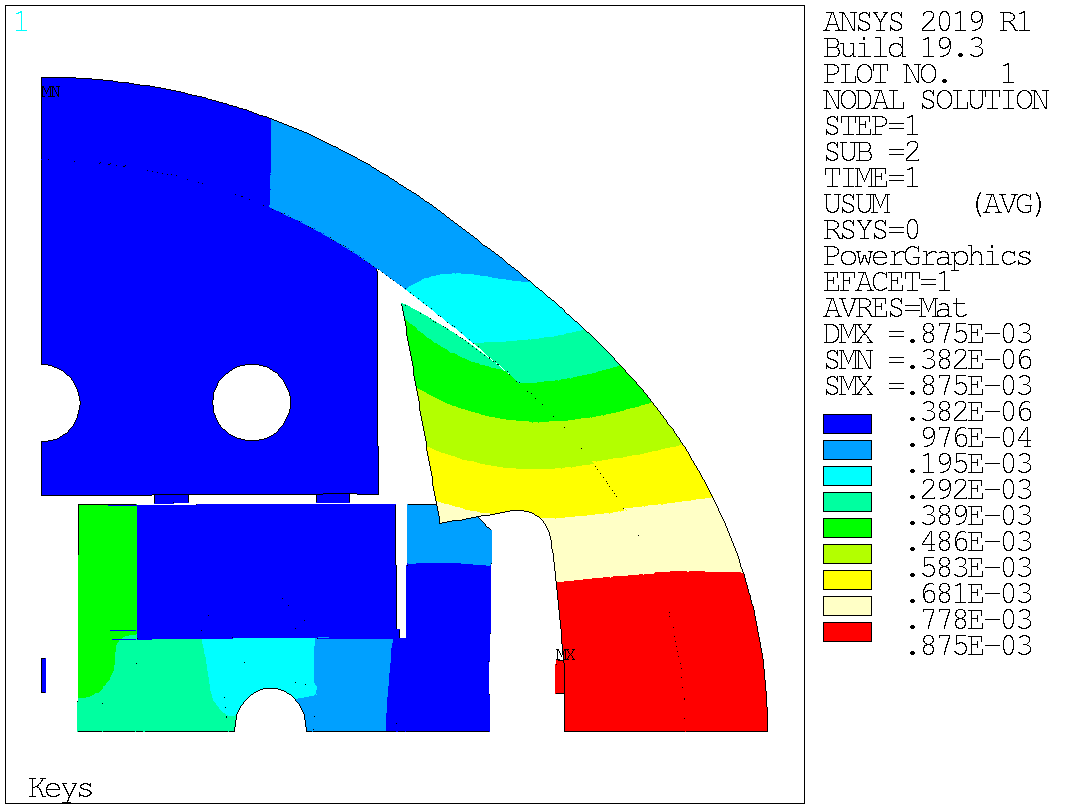 1
ANSYS 2019 R1
Build 19.3
PLOT NO. 1
NODAL SOLUTION
STEP=1
SUB =2
TIME=1
USUM (AVG)
RSYS=0
PowerGraphics
EFACET=1
AVRES=Mat
DMX =.875E-03
SMN =.382E-06
SMX =.875E-03
.382E-06
.976E-04
.195E-03
.292E-03
.389E-03
.486E-03
.583E-03
.681E-03
.778E-03
.875E-03
MN
MX
Keys